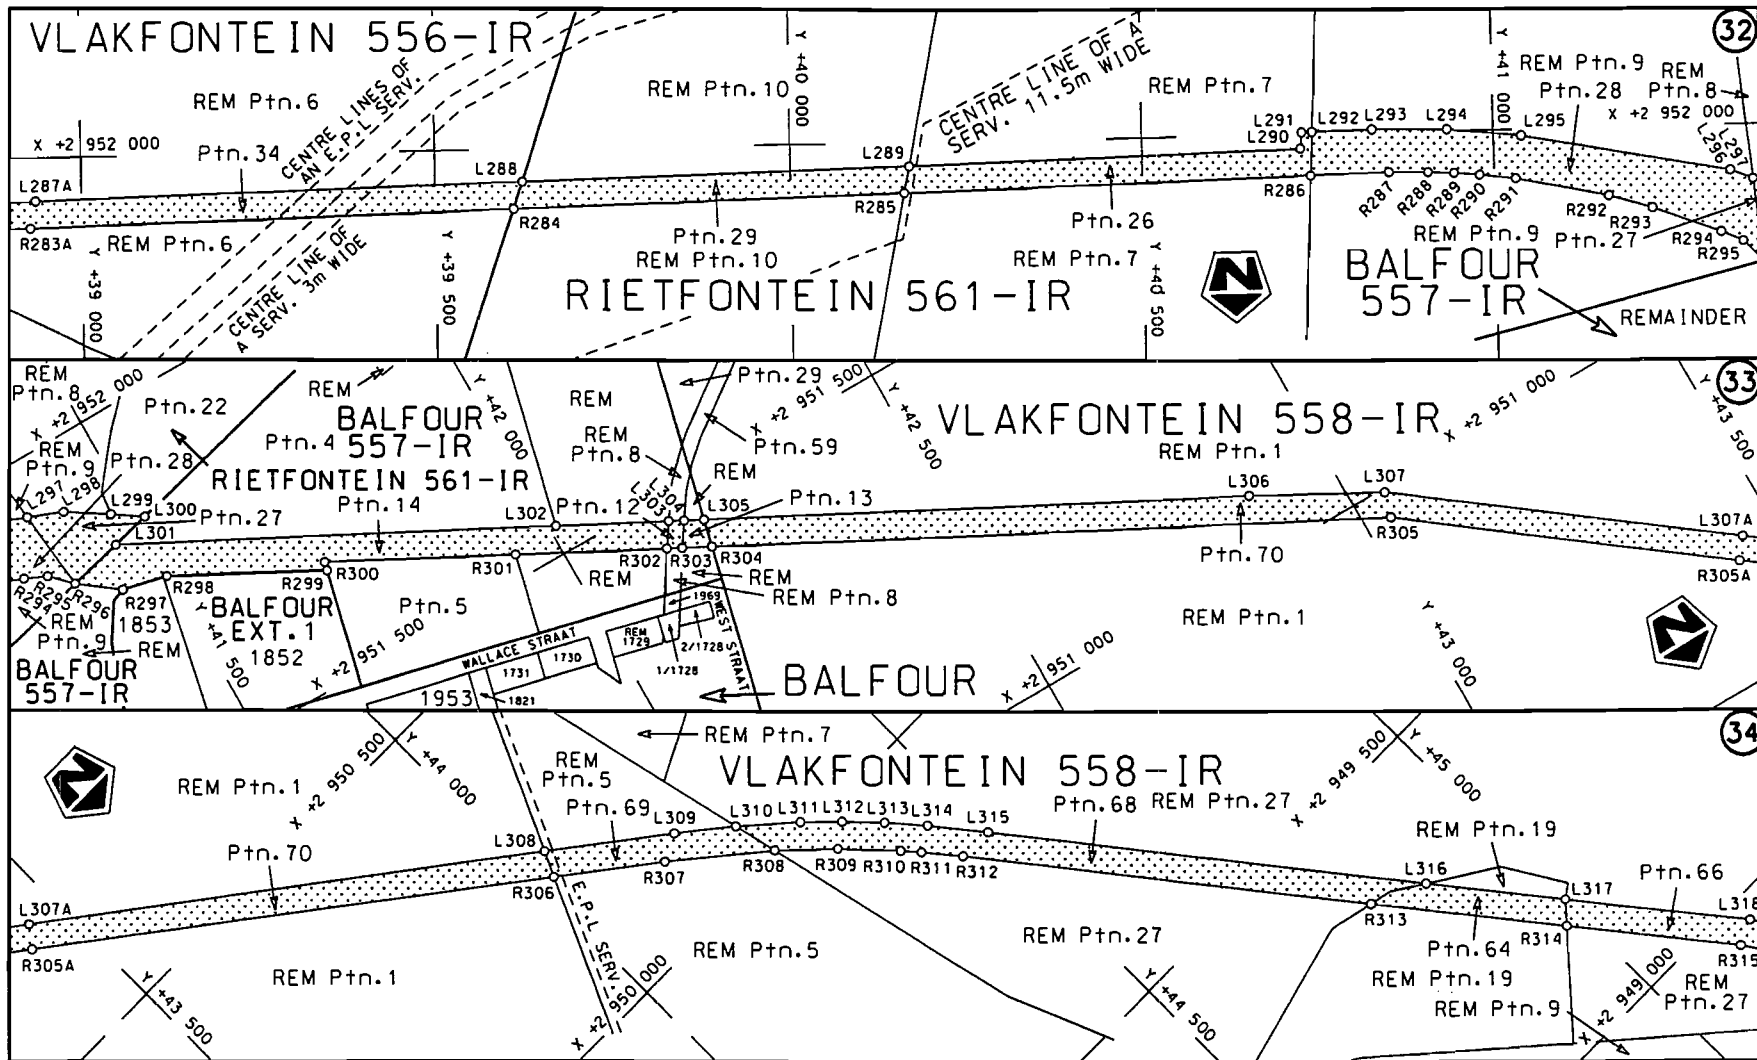 VLAKFONTEIN 556-IR
REM Ptn.6
X +2 952 000
Ptn.34
L287A
R283A
REM Ptn.6
Y +39 000
CENTRE LINES OF
AN E.P.L SERV.
CENTRE LINE OF
A SERV. 3m WIDE
Y +39 500
L288
R284
REM Ptn.10
Y +40 000
Ptn.29
REM Ptn.10
RIETFONTEIN 561-IR
L289
R285
CENTRE LINE OF A
SERV. 11.5m WIDE
REM Ptn.7
Ptn.26
REM Ptn.7
Y +40 500
L290
L291
L292
L293
L294
L295
L296
L297
R286
R287
R288
R289
R290
R291
R292
R293
R294
R295
Y +41 000
REM Ptn.9
Ptn.28
REM
Ptn.8
X +2 952 000
REM Ptn.9
Ptn.27
BALFOUR
557-IR
REMAINDER
32
REM
Ptn.8
X +2 952 000
Ptn.22
REM
Ptn.9
Ptn.28
L297
L298
L299
L300
L301
Ptn.27
REM
Ptn.4
BALFOUR
557-IR
RIETFONTEIN 561-IR
Ptn.14
Y +42 000
L302
REM
REM
Ptn.8
Ptn.12
L303
L304
L305
Ptn.29
Ptn.59
REM
Ptn.13
X +2 951 500
Y +42 500
VLAKFONTEIN 558-IR
REM Ptn.1
X +2 951 000
Y +43 500
33
L306
L307
L307A
R294
R295
R296
R297
R298
R299
R300
R301
R302
R303
R304
R305
R305A
REM
Ptn.9
1853
REM
BALFOUR
557-IR
BALFOUR
EXT.1
1852
Y +41 500
Ptn.5
X +2 951 500
REM
REM
REM Ptn.8
1969
WALLACE STRAAT
WEST STRAAT
1953
1821
1731
1730
REM
1729
1/1728
2/1728
BALFOUR
X +2 951 000
Ptn.70
REM Ptn.1
Y +43 000
REM Ptn.1
X +2 950 500
Y +44 000
Ptn.70
L307A
R305A
Y +43 500
REM Ptn.1
L308
R306
E.P.L SERV.
X +2 950 000
REM
Ptn.5
Ptn.69
REM Ptn.7
VLAKFONTEIN 558-IR
L309
L310
L311
L312
L313
L314
L315
R307
R308
R309
R310
R311
R312
REM Ptn.5
REM Ptn.27
Y +44 500
Ptn.68
REM Ptn.27
X +2 949 500
Y +45 000
34
REM Ptn.19
L316
L317
L318
Ptn.66
R313
R314
R315
Ptn.64
REM Ptn.19
REM Ptn.9
X +2 949 000
REM
Ptn.27